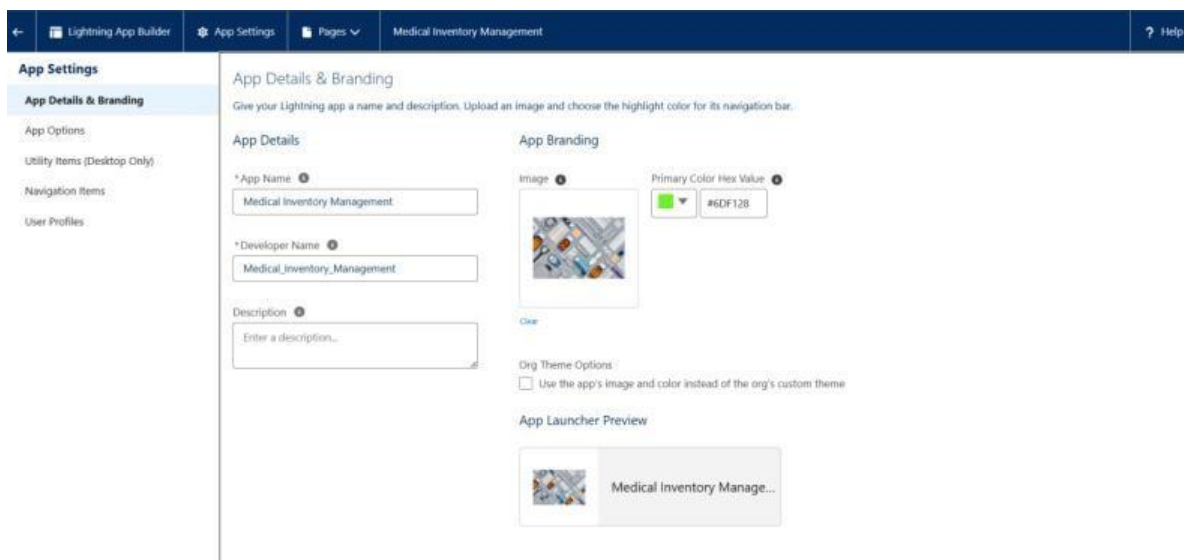 Lightning App Builder
App Settings
Pages
Medical Inventory Management
? Help
App Settings
App Details & Branding
App Options
Utility Items (Desktop Only)
Navigation Items
User Profiles
App Details & Branding
Give your Lightning app a name and description. Upload an image and choose the highlight color for its navigation bar.
App Details
*App Name
Medical Inventory Management
*Developer Name
Medical_Inventory_Management
Description
Enter a description...
App Branding
Image
Primary Color Hex Value
#6DF128
Clear
Org Theme Options
Use the app's image and color instead of the org's custom theme
App Launcher Preview
Medical Inventory Manage...